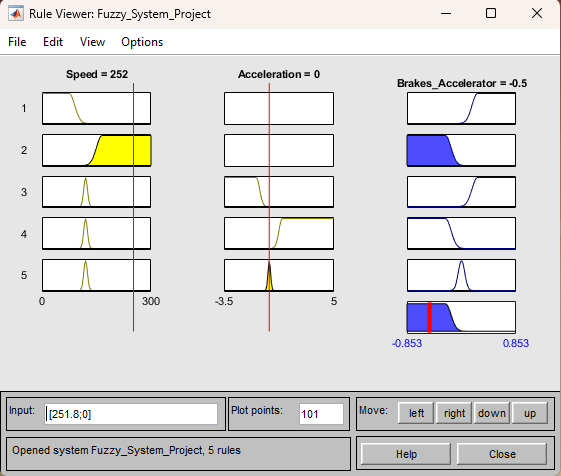 Rule Viewer: Fuzzy_System_Project
File Edit View Options
Speed = 252 Acceleration = 0 Brakes_Accelerator = -0.5
1
2
3
4
5
0 300 -3.5 5
-0.853 0.853
Input: [251.8;0] Plot points: 101 Move: left right down up
Opened system Fuzzy_System_Project, 5 rules Help Close